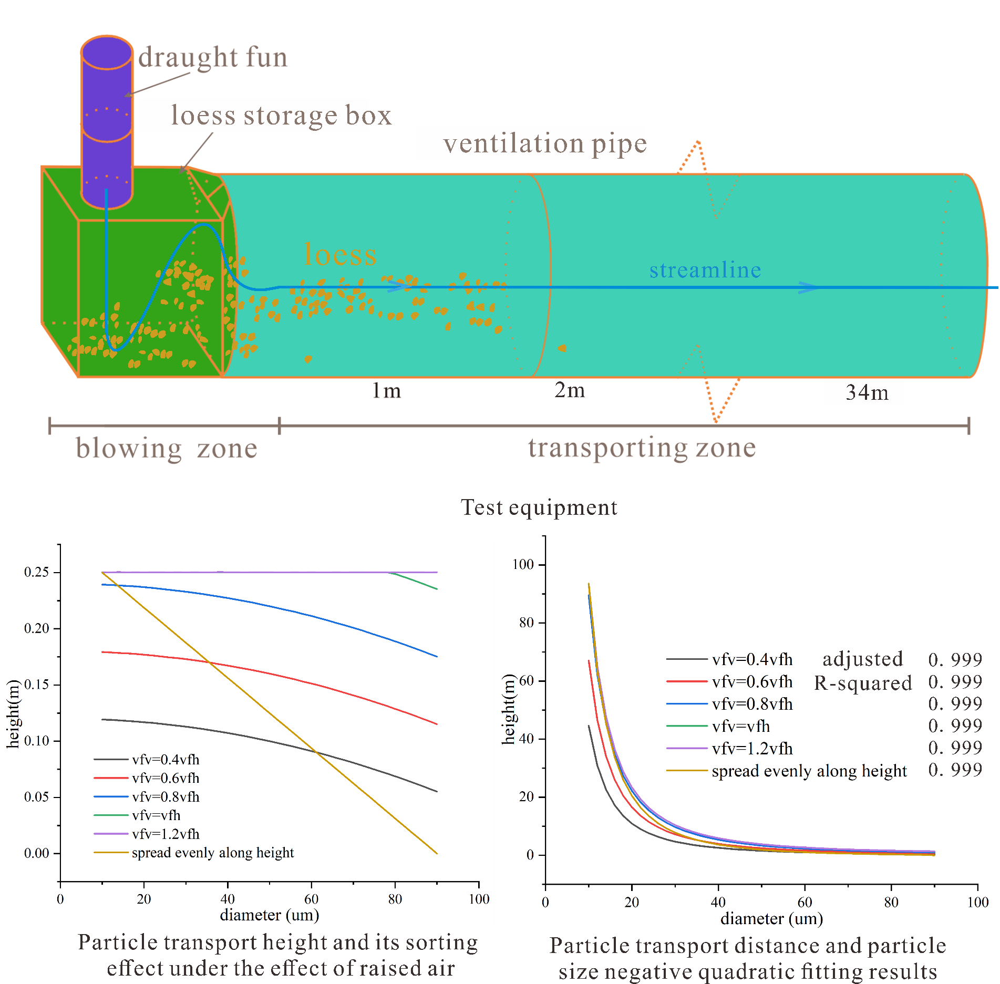 draught fun
loess storage box
ventilation pipe
locss
streamline
1m
2m
34m
blowing zone
transporting zone
Test equipment
0.25
0.20
0.15
0.10
0.05
0.00
height(m)
vfv=0.4vfh
vfv=0.6vfh
vfv=0.8vfh
vfv=vfh
vfv=1.2vfh
spread evenly along height
0
20
40
60
80
100
diameter (um)
Particle transport height and its sorting
effect under the effect of raised air
100
80
60
40
20
0
height(m)
vfv=0.4vfh adjusted 0. 999
vfv=0.6vfh R-squared 0. 999
vfv=0.8vfh 0. 999
vfv=vfh 0. 999
vfv=1.2vfh 0. 999
spread evenly along height 0. 999
0
20
40
60
80
100
diameter (um)
Particle transport distance and particle
size negative quadratic fitting results